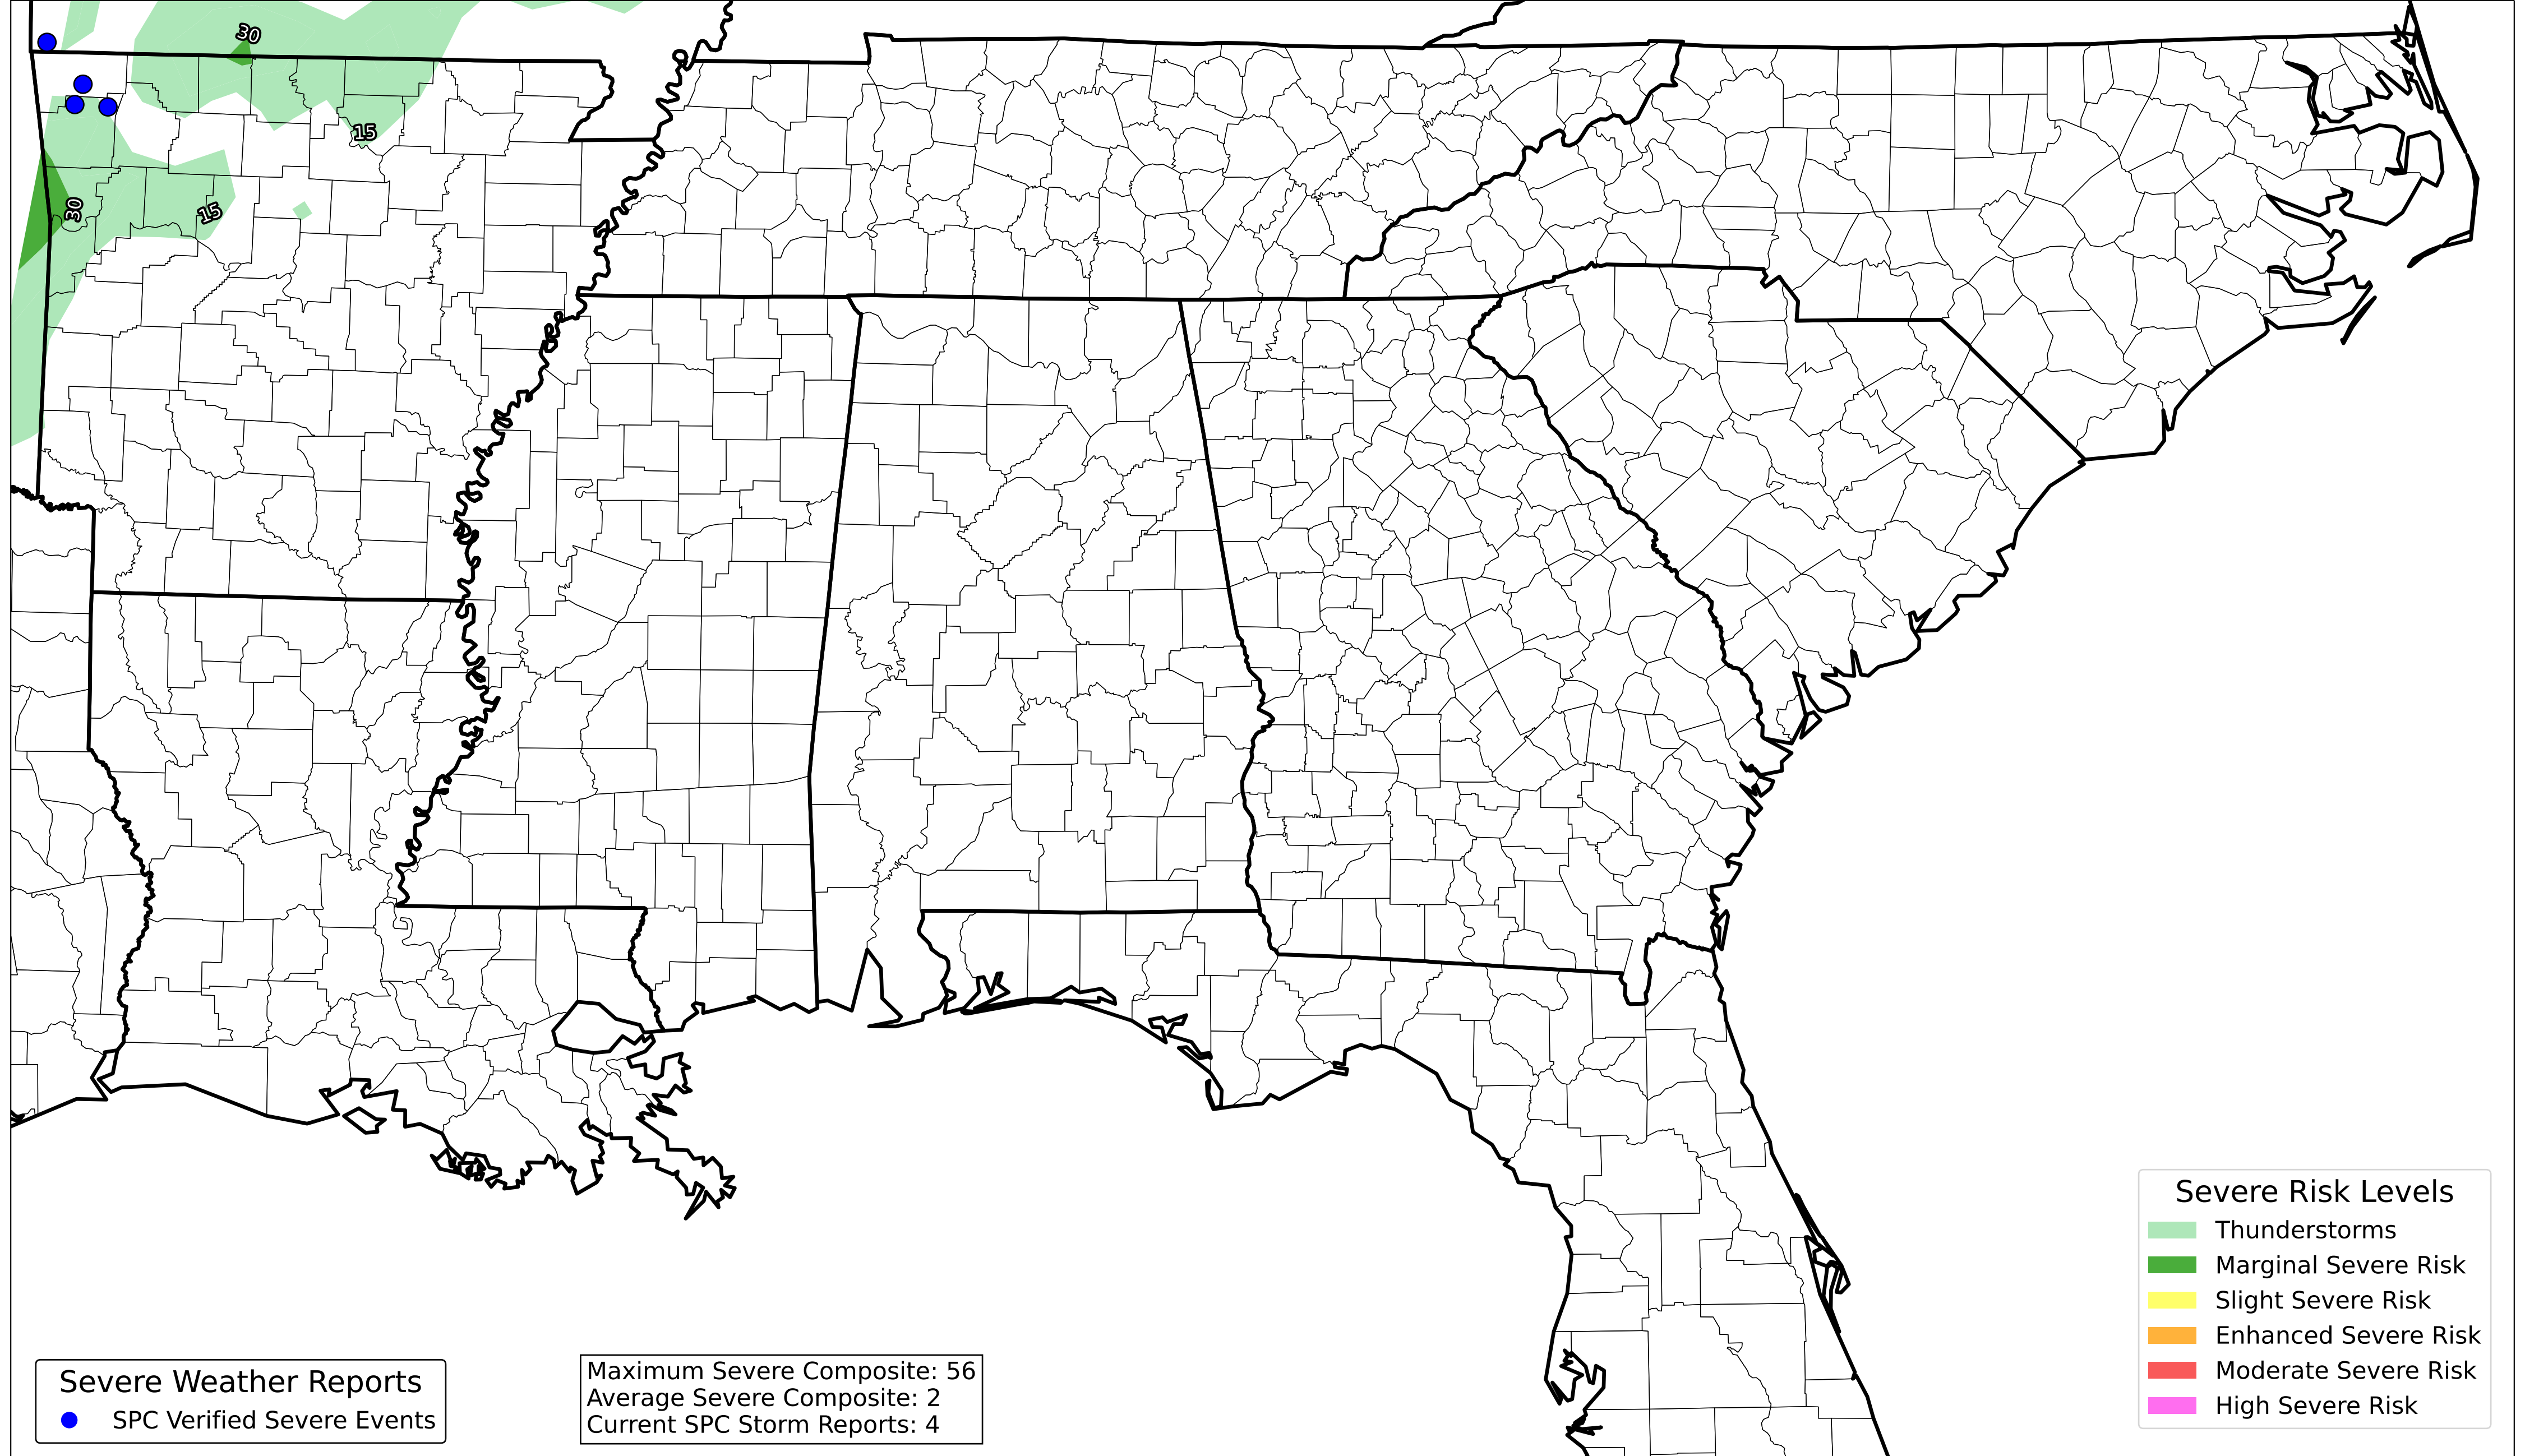 30
15
30
15
Severe Risk Levels
Thunderstorms
Marginal Severe Risk
Slight Severe Risk
Enhanced Severe Risk
Moderate Severe Risk
High Severe Risk
Severe Weather Reports
SPC Verified Severe Events
Maximum Severe Composite: 56
Average Severe Composite: 2
Current SPC Storm Reports: 4